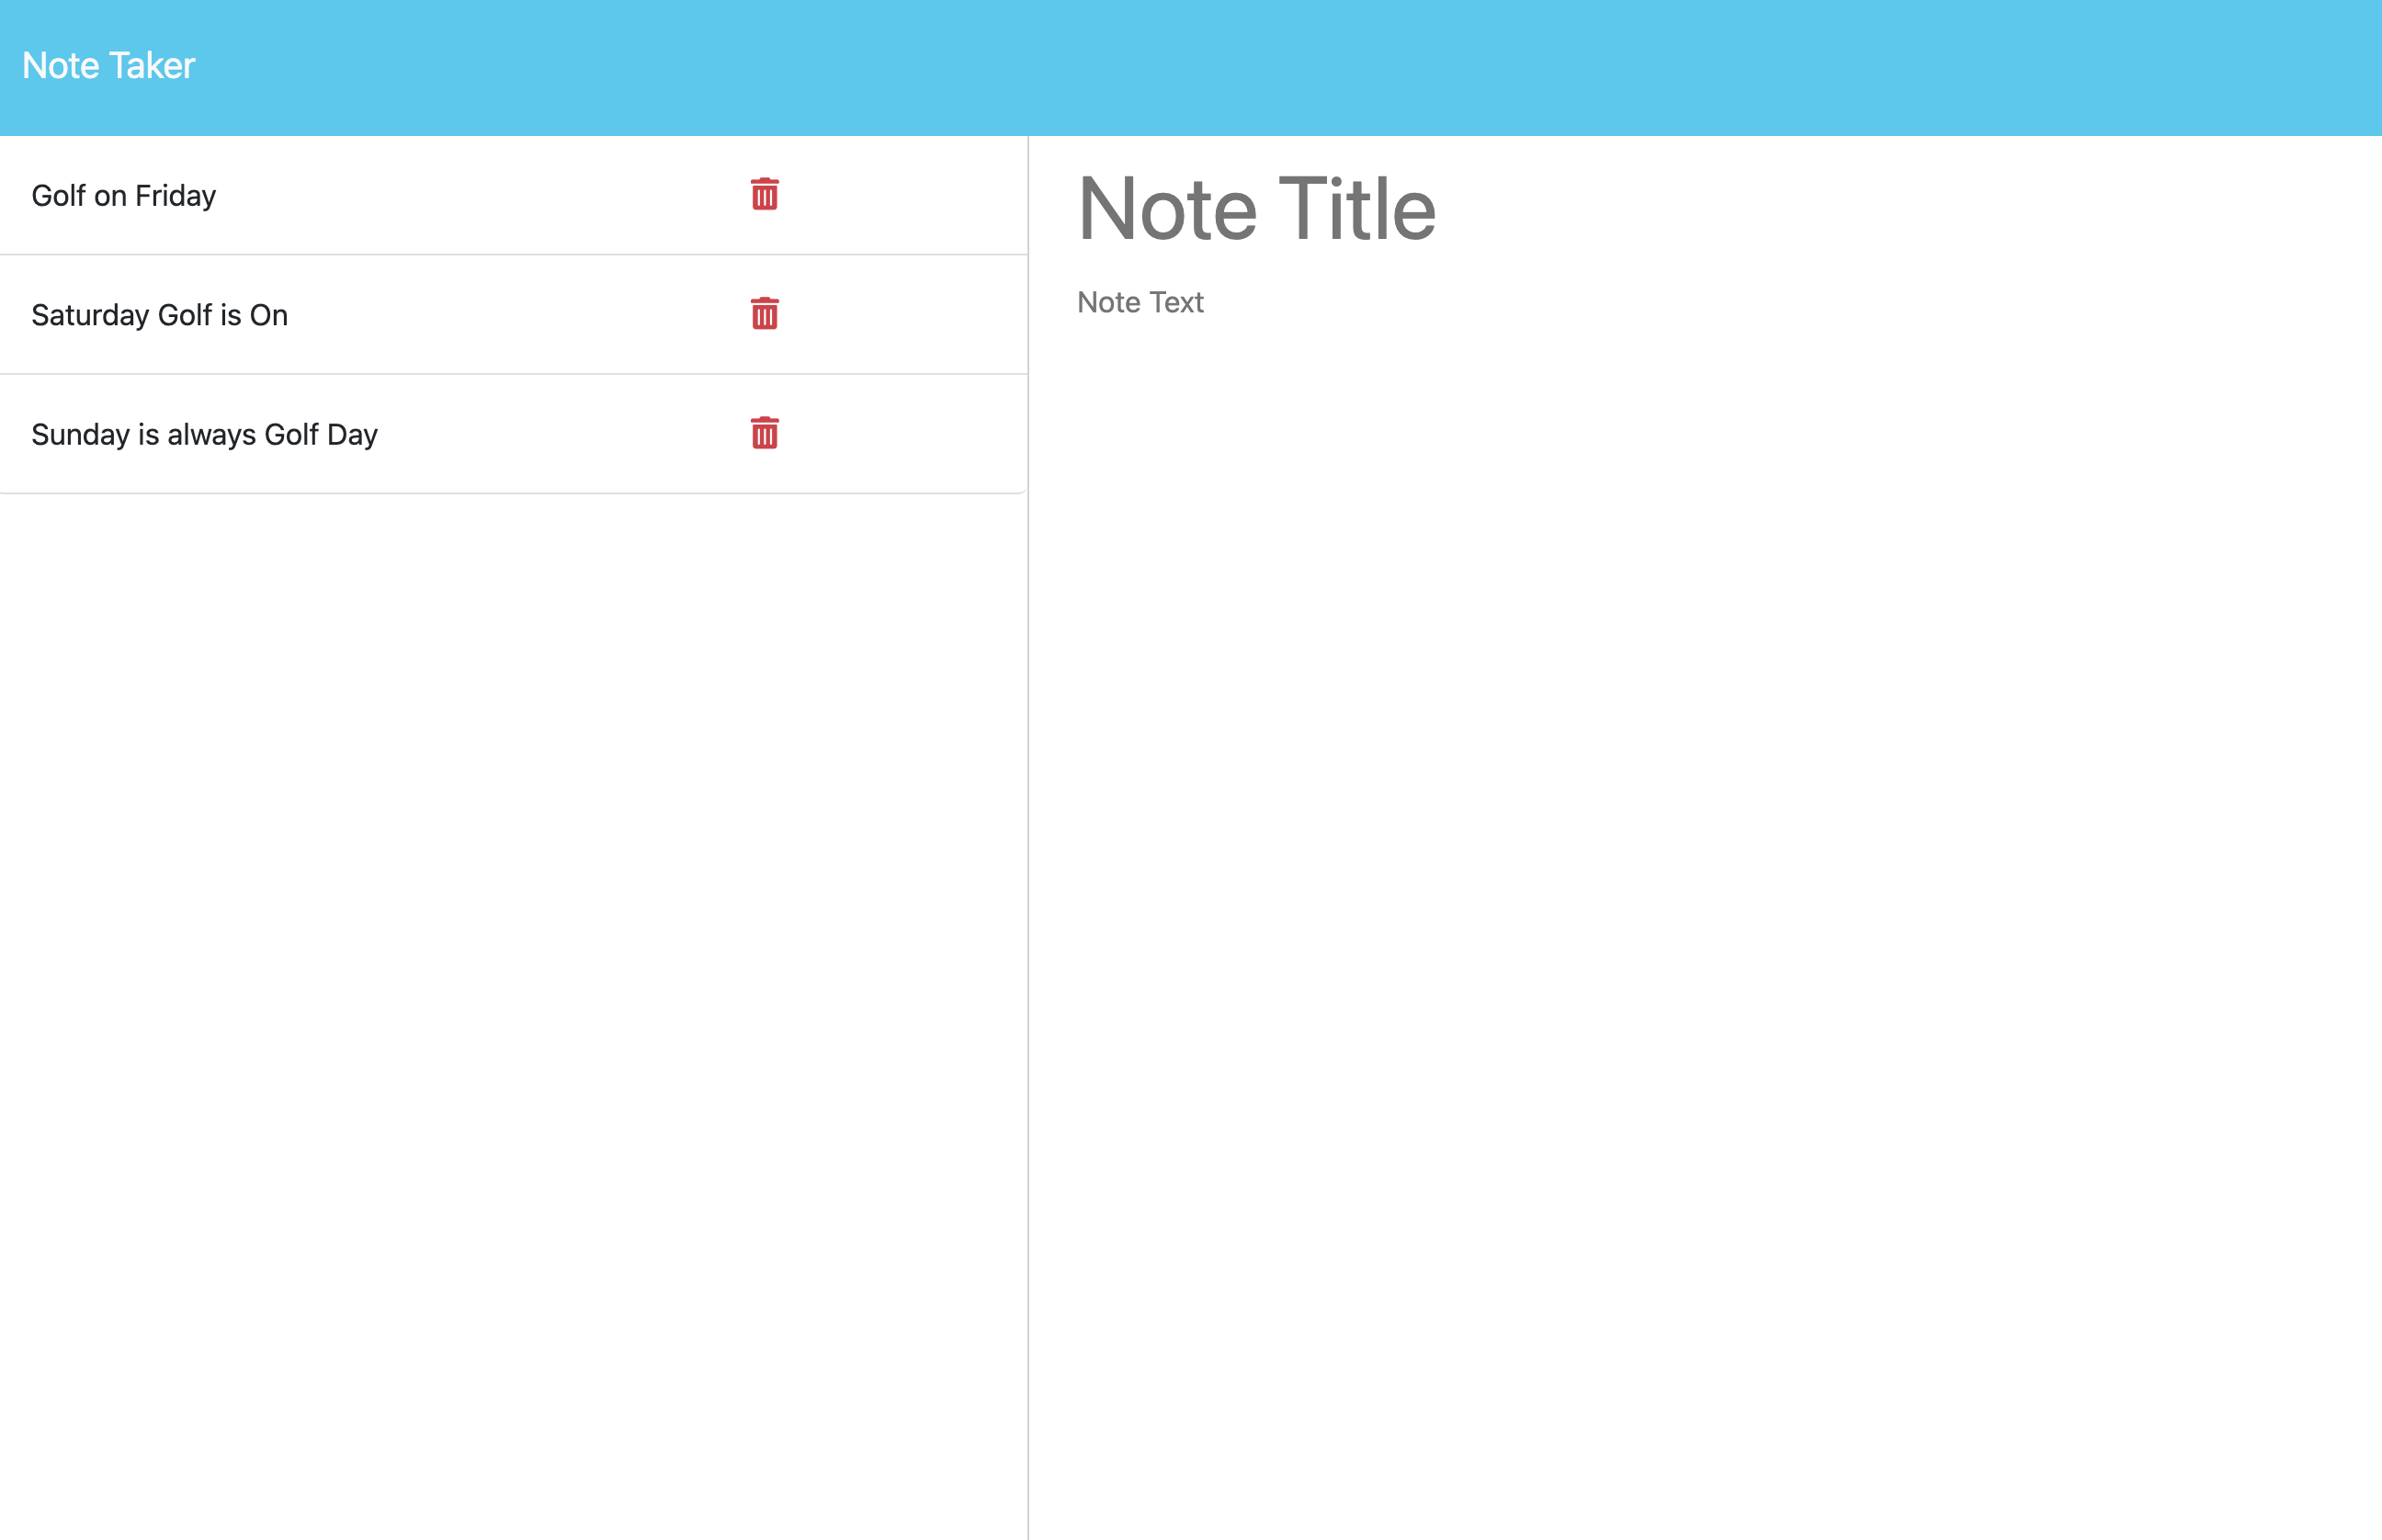 Note Taker
Golf on Friday
Saturday Golf is On
Sunday is always Golf Day
Note Title
Note Text